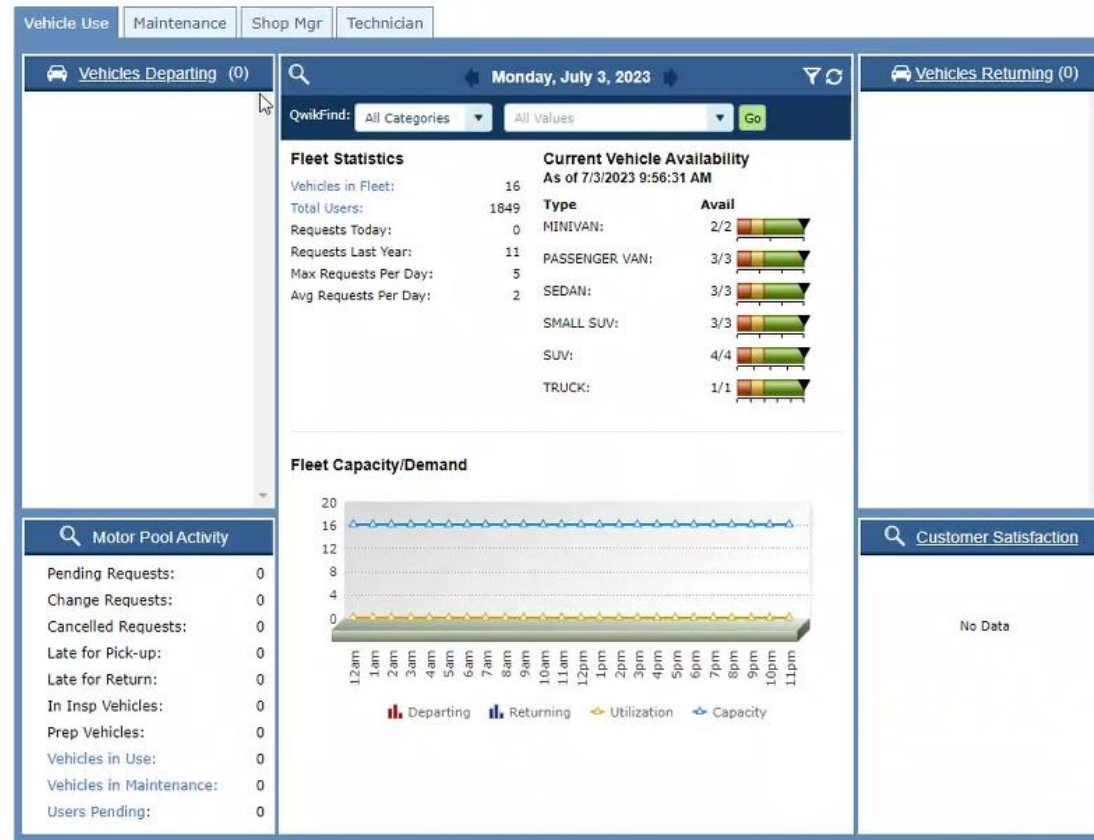 Vehicle Use Maintenance Shop Mgr Technician
Vehicles Departing (0)
Monday, July 3, 2023
QwikFind: All Categories All Values Go
Fleet Statistics
Vehicles in Fleet: 16
Total Users: 1849
Requests Today: 0
Requests Last Year: 11
Max Requests Per Day: 5
Avg Requests Per Day: 2
Current Vehicle Availability
As of 7/3/2023 9:56:31 AM
Type Avail
MINIVAN: 2/2
PASSENGER VAN: 3/3
SEDAN: 3/3
SMALL SUV: 3/3
SUV: 4/4
TRUCK: 1/1
Fleet Capacity/Demand
20
16
12
8
4
0
12am 1am 2am 3am 4am 5am 6am 7am 8am 9am 10am 11am 12pm 1pm 2pm 3pm 4pm 5pm 6pm 7pm 8pm 9pm 10pm 11pm
Departing Returning Utilization Capacity
Vehicles Returning (0)
Motor Pool Activity
Pending Requests: 0
Change Requests: 0
Cancelled Requests: 0
Late for Pick-up: 0
Late for Return: 0
In Insp Vehicles: 0
Prep Vehicles: 0
Vehicles in Use: 0
Vehicles in Maintenance: 0
Users Pending: 0
Customer Satisfaction
No Data